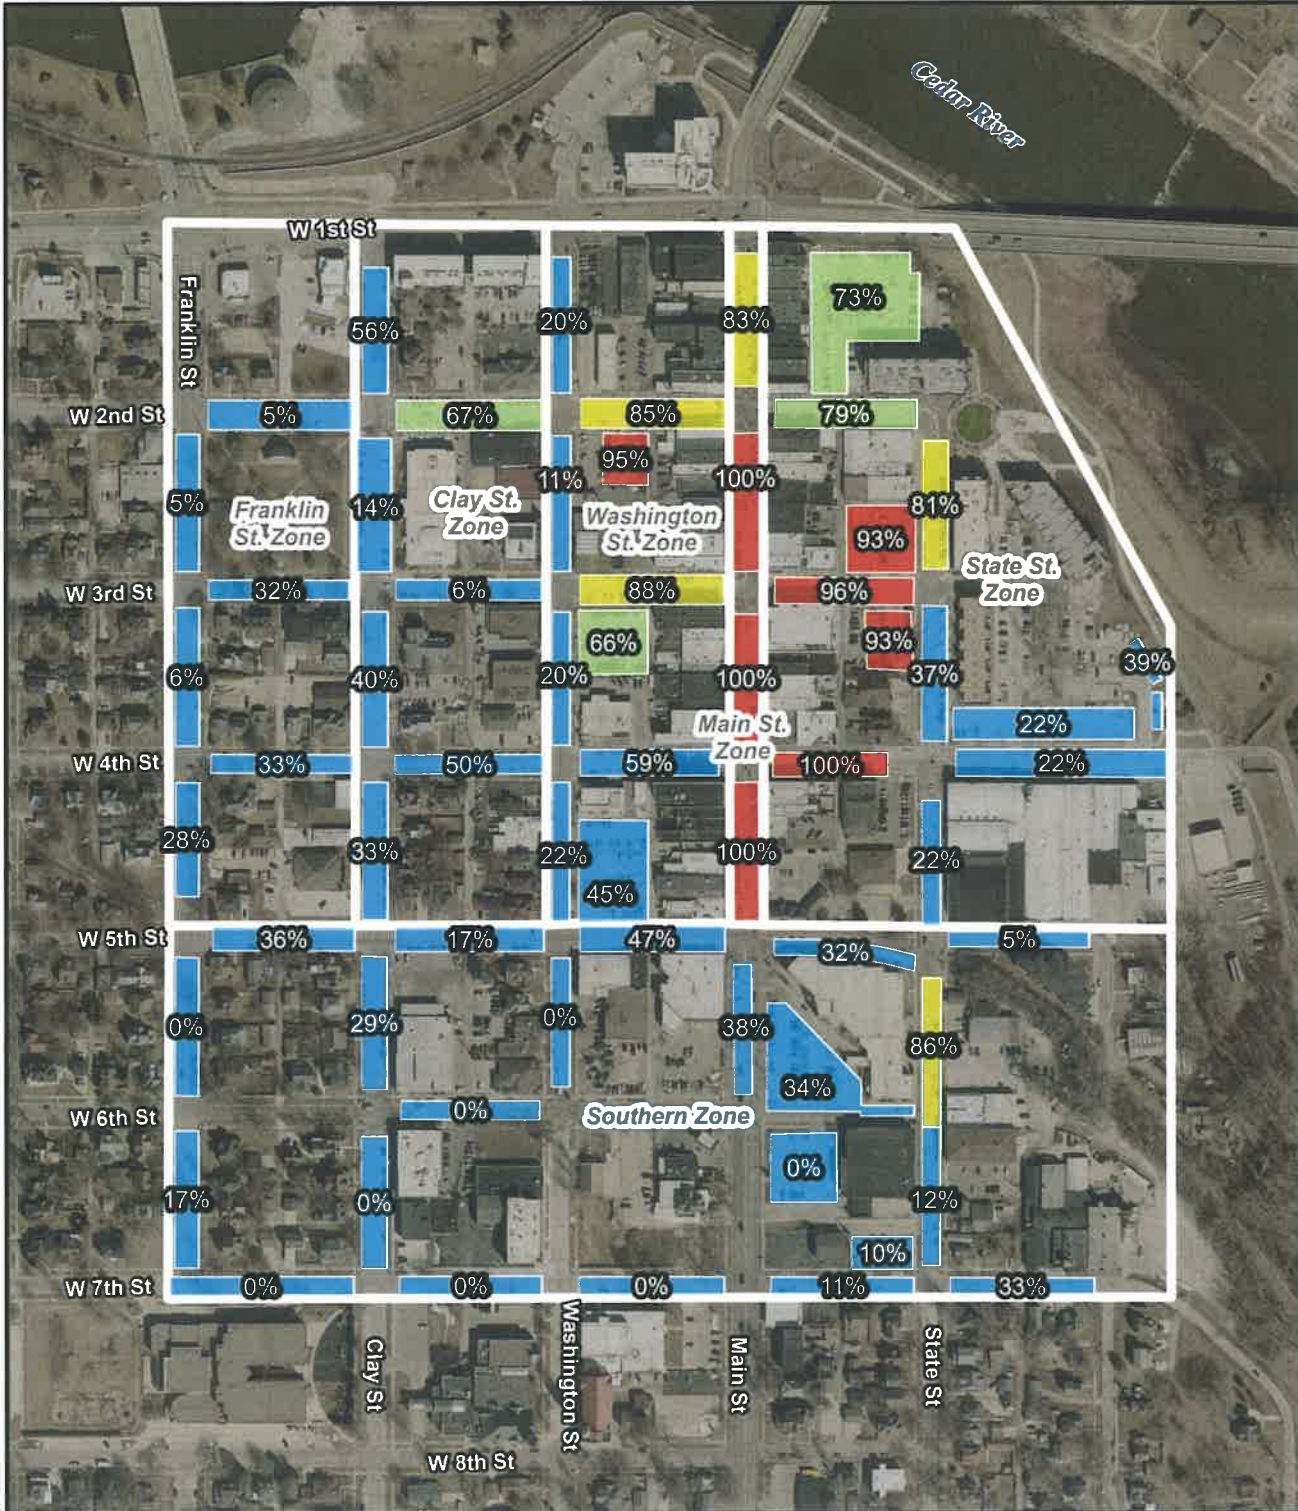 Cedar River
W 1st St
Franklin St
73%
56%
20%
83%
W 2nd St
5%
67%
85%
79%
95%
5%
14%
11%
100%
81%
Franklin
St. Zone
Clay St.
Zone
Washington
St. Zone
93%
State St.
Zone
W 3rd St
32%
6%
88%
96%
66%
93%
39%
6%
40%
20%
100%
37%
Main St.
Zone
22%
W 4th St
33%
50%
59%
100%
22%
28%
33%
22%
100%
22%
45%
W 5th St
36%
17%
47%
32%
5%
0%
29%
0%
38%
86%
34%
W 6th St
0%
Southern Zone
0%
17%
0%
12%
10%
W 7th St
0%
0%
0%
11%
33%
Clay St
Washington St
Main St
State St
W 8th St